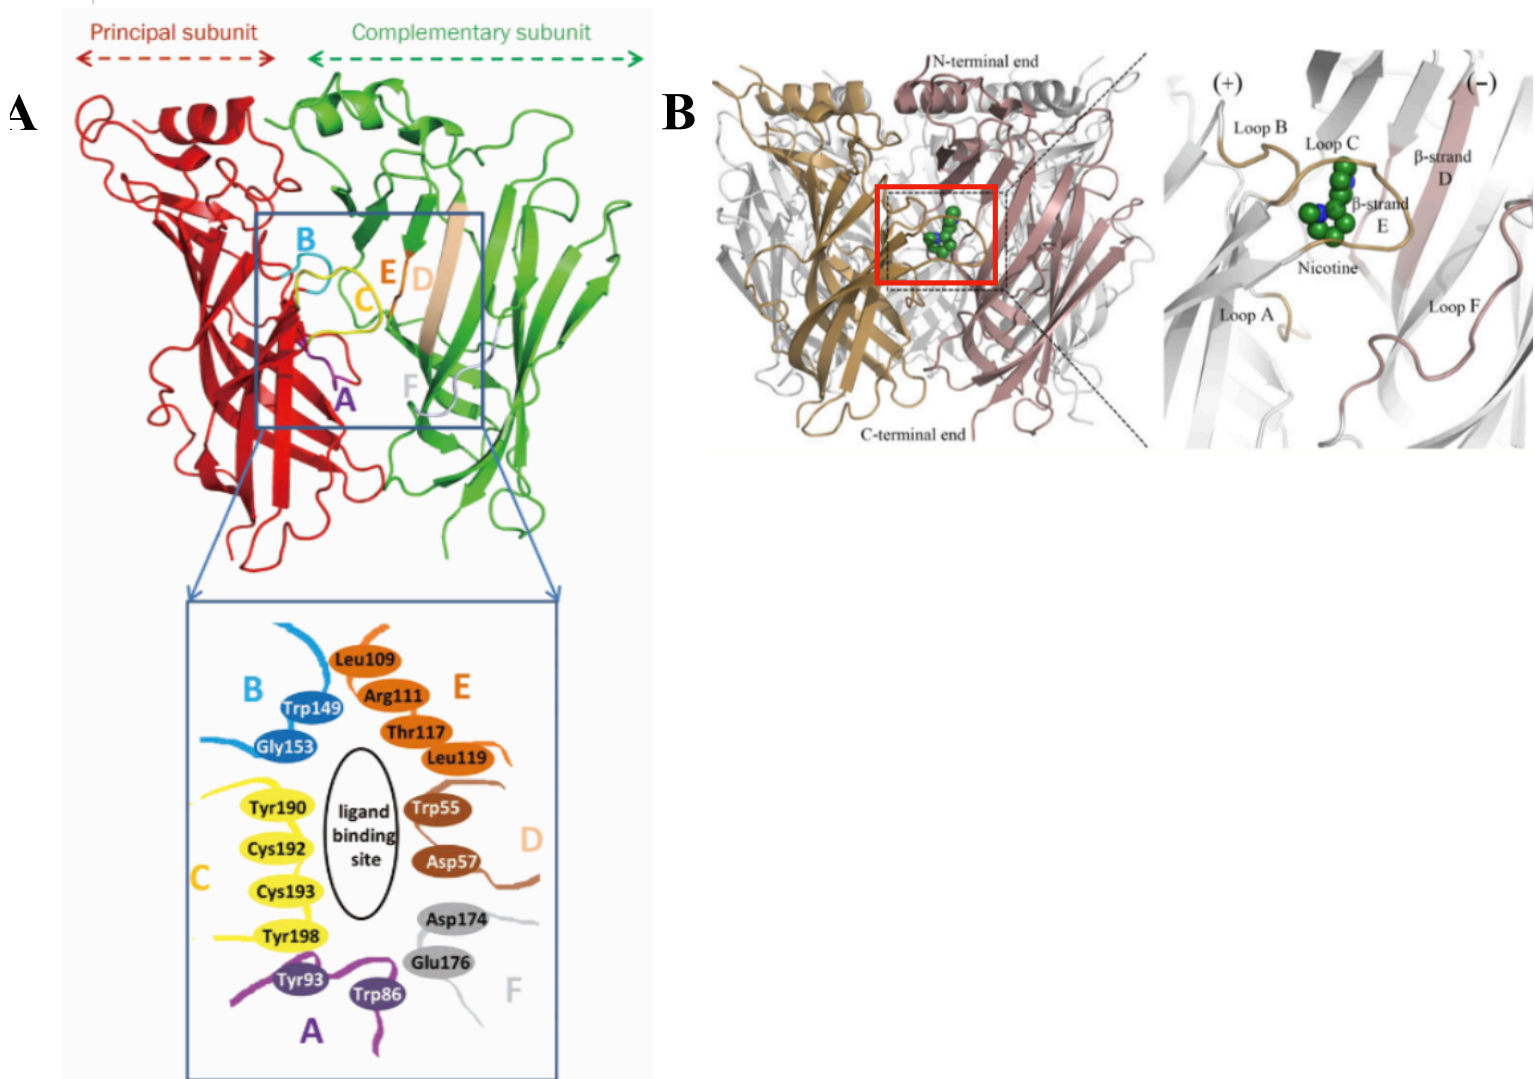 Principal subunit
Complementary subunit
A
B
B
E
D
C
A
F
Leu109
B
E
Arg111
Trp149
Thr117
Gly153
Leu119
Tyr190
ligand
binding
site
Trp55
Cys192
D
Asp57
C
Cys193
Asp174
Tyr198
Glu176
Tyr93
Trp86
F
A
N-terminal end
C-terminal end
(+)
(−)
Loop B
Loop C
β-strand
D
β-strand
E
Nicotine
Loop A
Loop F